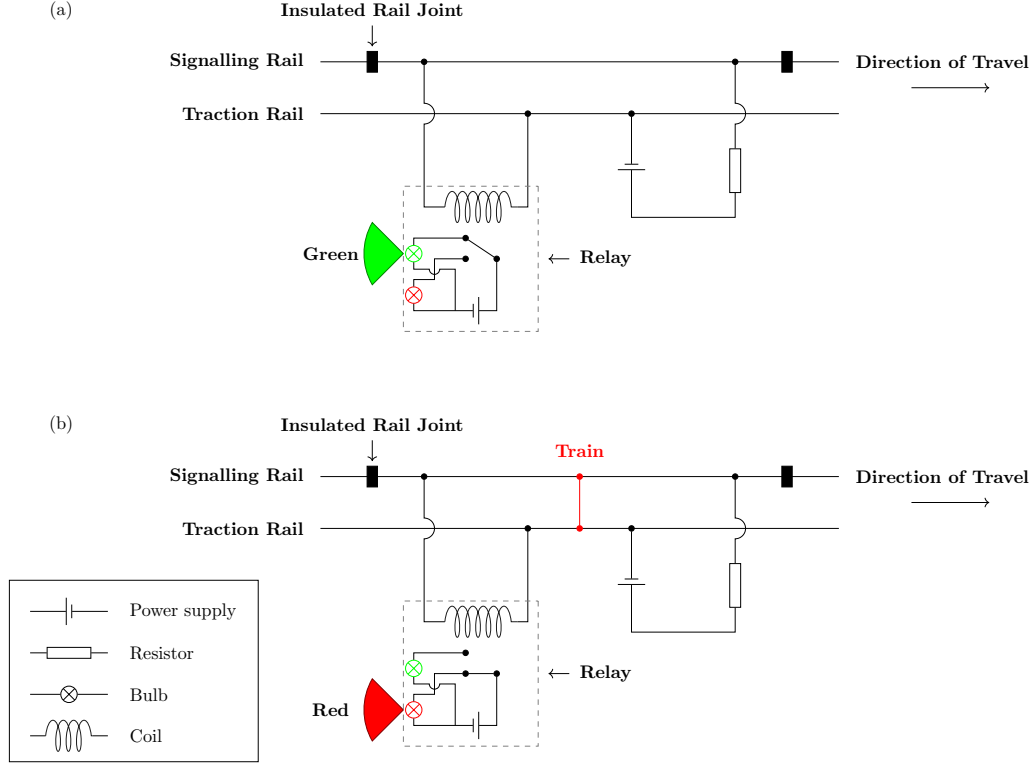 (a)
Insulated Rail Joint
Signalling Rail
Direction of Travel
Traction Rail
Green
Relay
(b)
Insulated Rail Joint
Train
Signalling Rail
Direction of Travel
Traction Rail
Relay
Red
Power supply
Resistor
Bulb
Coil